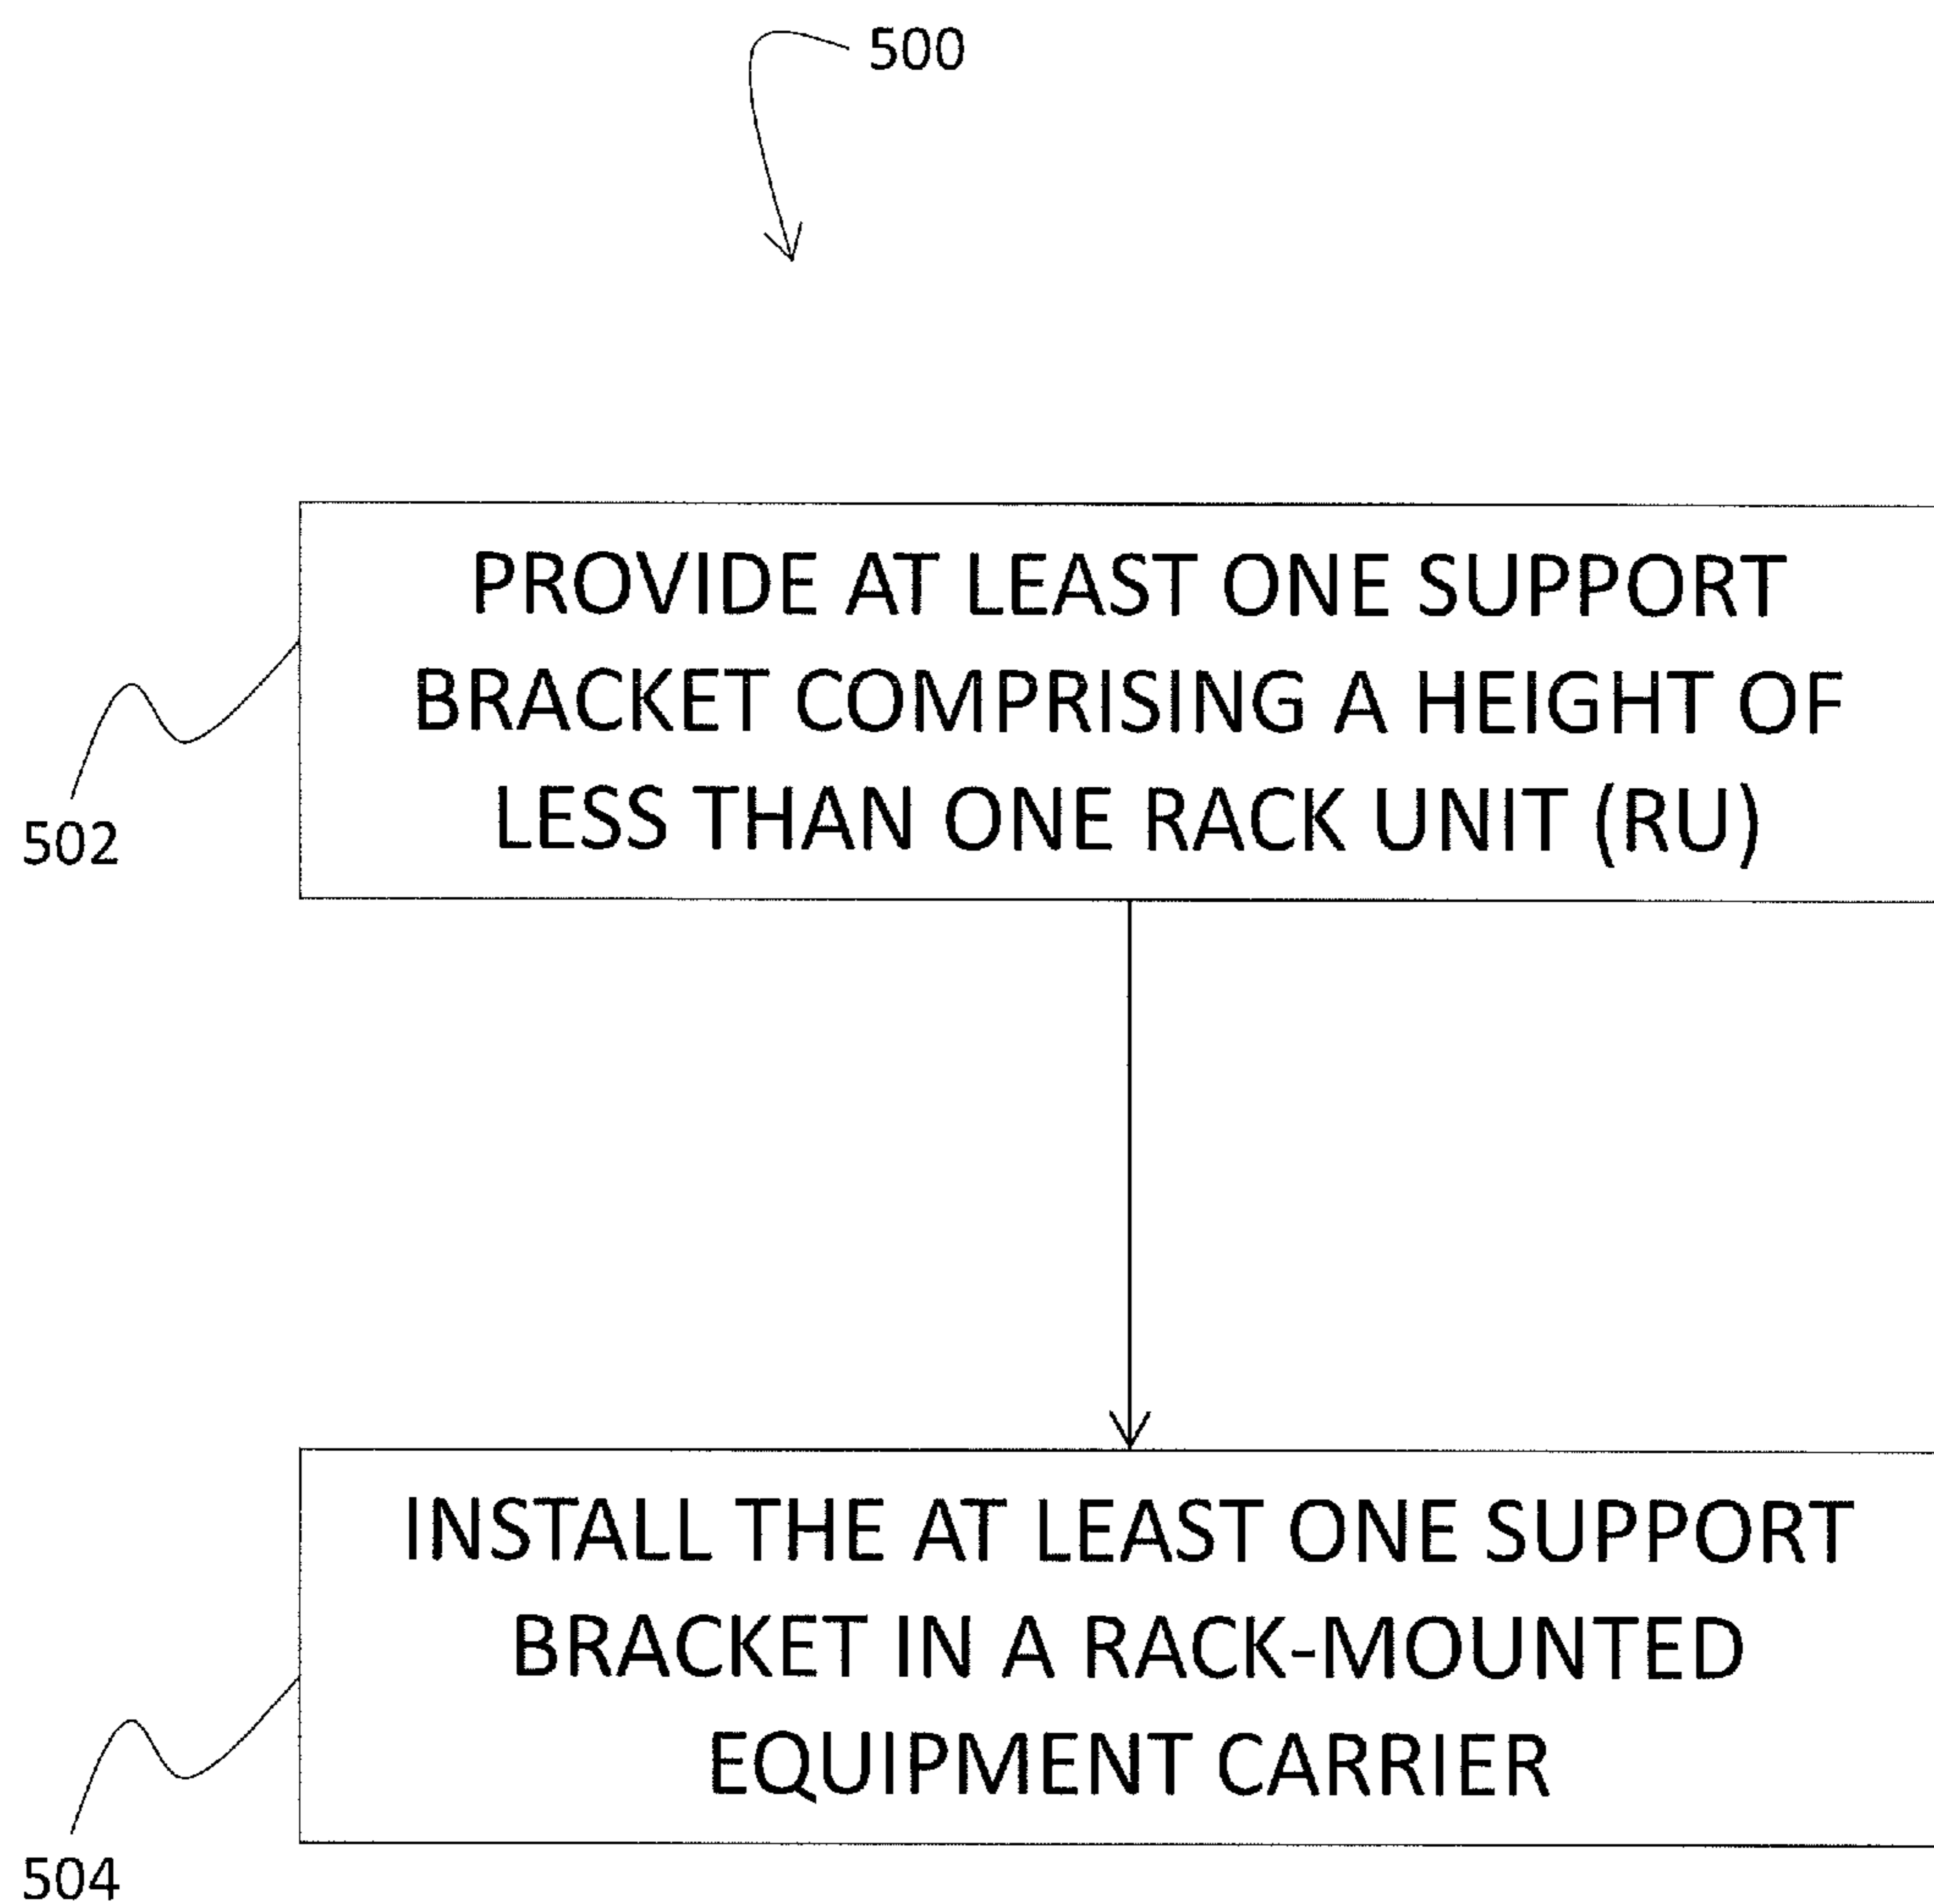 500
PROVIDE AT LEAST ONE SUPPORT
BRACKET COMPRISING A HEIGHT OF
LESS THAN ONE RACK UNIT (RU)
502
INSTALL THE AT LEAST ONE SUPPORT
BRACKET IN A RACK-MOUNTED
EQUIPMENT CARRIER
504